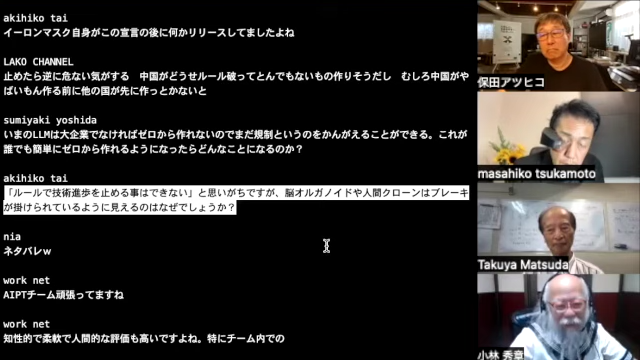 akihiko tai
イーロンマスク自身がこの宣言の後に何かリリースしてましたよね
LAKO CHANNEL
止めたら逆に危ない気がする　中国がどうせルール破ってとんでもないもの作りそうだし　むしろ中国がや
ばいもん作る前に他の国が先に作っとかないと
sumiyaki yoshida
いまのLLMは大企業でなければゼロから作れないのでまだ規制というのをかんがえることができる。これが
誰でも簡単にゼロから作れるようになったらどんなことになるのか？
akihiko tai
「ルールで技術進歩を止める事はできない」と思いがちですが、脳オルガノイドや人間クローンはブレーキ
が掛けられているように見えるのはなぜでしょうか？
nia
ネタバレｗ
work net
AIPTチーム頑張ってますね
work net
知性的で柔軟で人間的な評価も高いですよね。特にチーム内での
保田アツヒコ
masahiko tsukamoto
Takuya Matsuda
小林 秀章